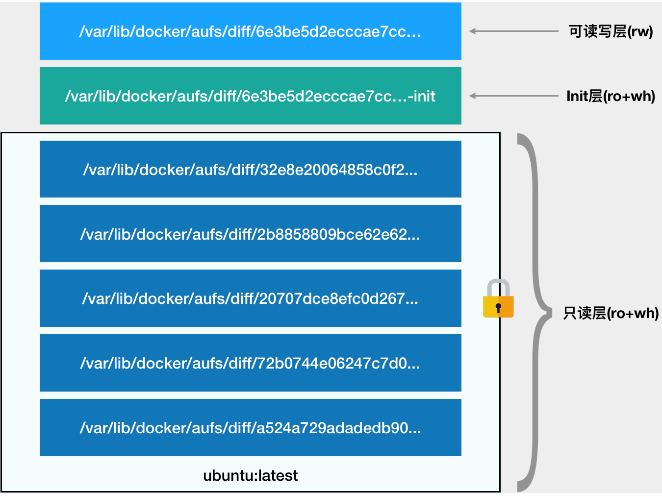 /var/lib/docker/aufs/diff/6e3be5d2ecccae7cc...
可读写层(rw)
/var/lib/docker/aufs/diff/6e3be5d2ecccae7cc...-init
Init层(ro+wh)
/var/lib/docker/aufs/diff/32e8e20064858c0f2...
/var/lib/docker/aufs/diff/2b8858809bce62e62...
/var/lib/docker/aufs/diff/20707dce8efc0d267...
只读层(ro+wh)
/var/lib/docker/aufs/diff/72b0744e06247c7d0...
/var/lib/docker/aufs/diff/a524a729adadedb90...
ubuntu:latest